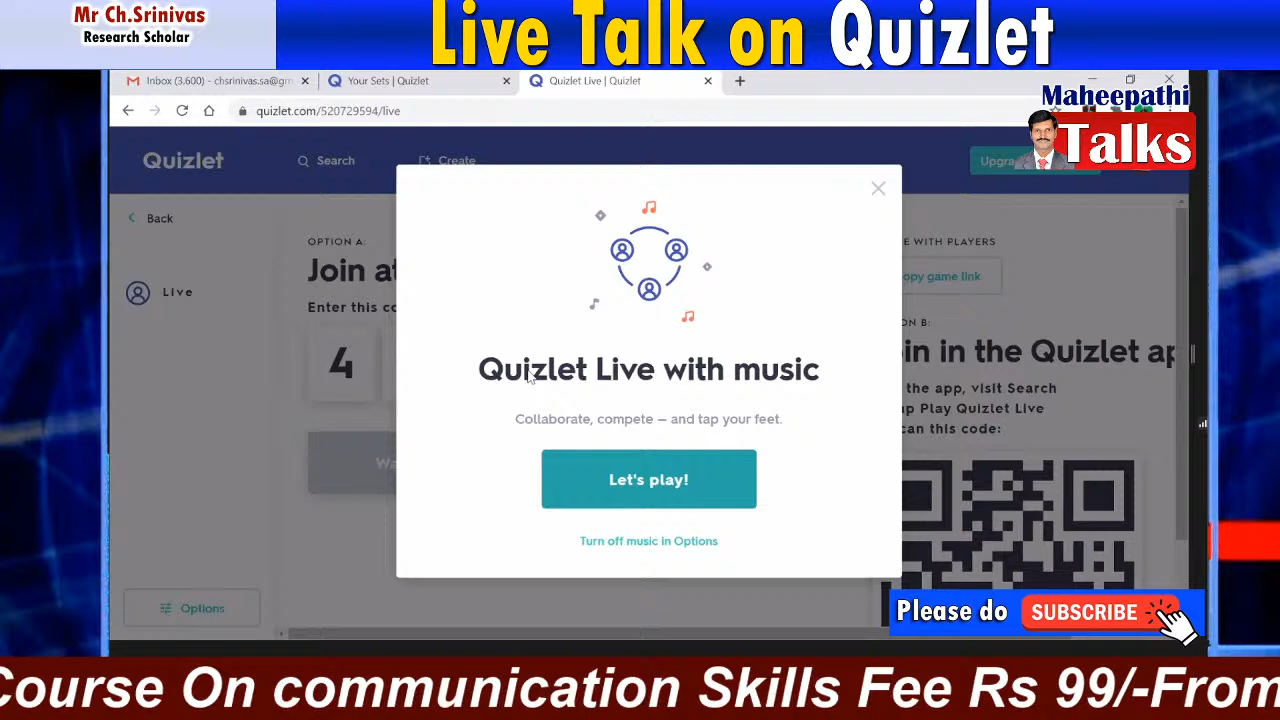 Mr Ch.Srinivas
Research Scholar
Live Talk on Quizlet
Inbox (3,600) - chsrinivas.sa@gm
Your Sets | Quizlet
Quizlet Live | Quizlet
quizlet.com/520729594/live
Maheepathi
Talks
Quizlet
Search
Create
Upgra
Back
Live
OPTION A:
Join at
Enter this co
4
Wa
Options
Quizlet Live with music
Collaborate, compete – and tap your feet.
Let's play!
Turn off music in Options
E WITH PLAYERS
opy game link
ON B:
in in the Quizlet ap
the app, visit Search
ap Play Quizlet Live
can this code:
Please do SUBSCRIBE
Course On communication Skills Fee Rs 99/-From